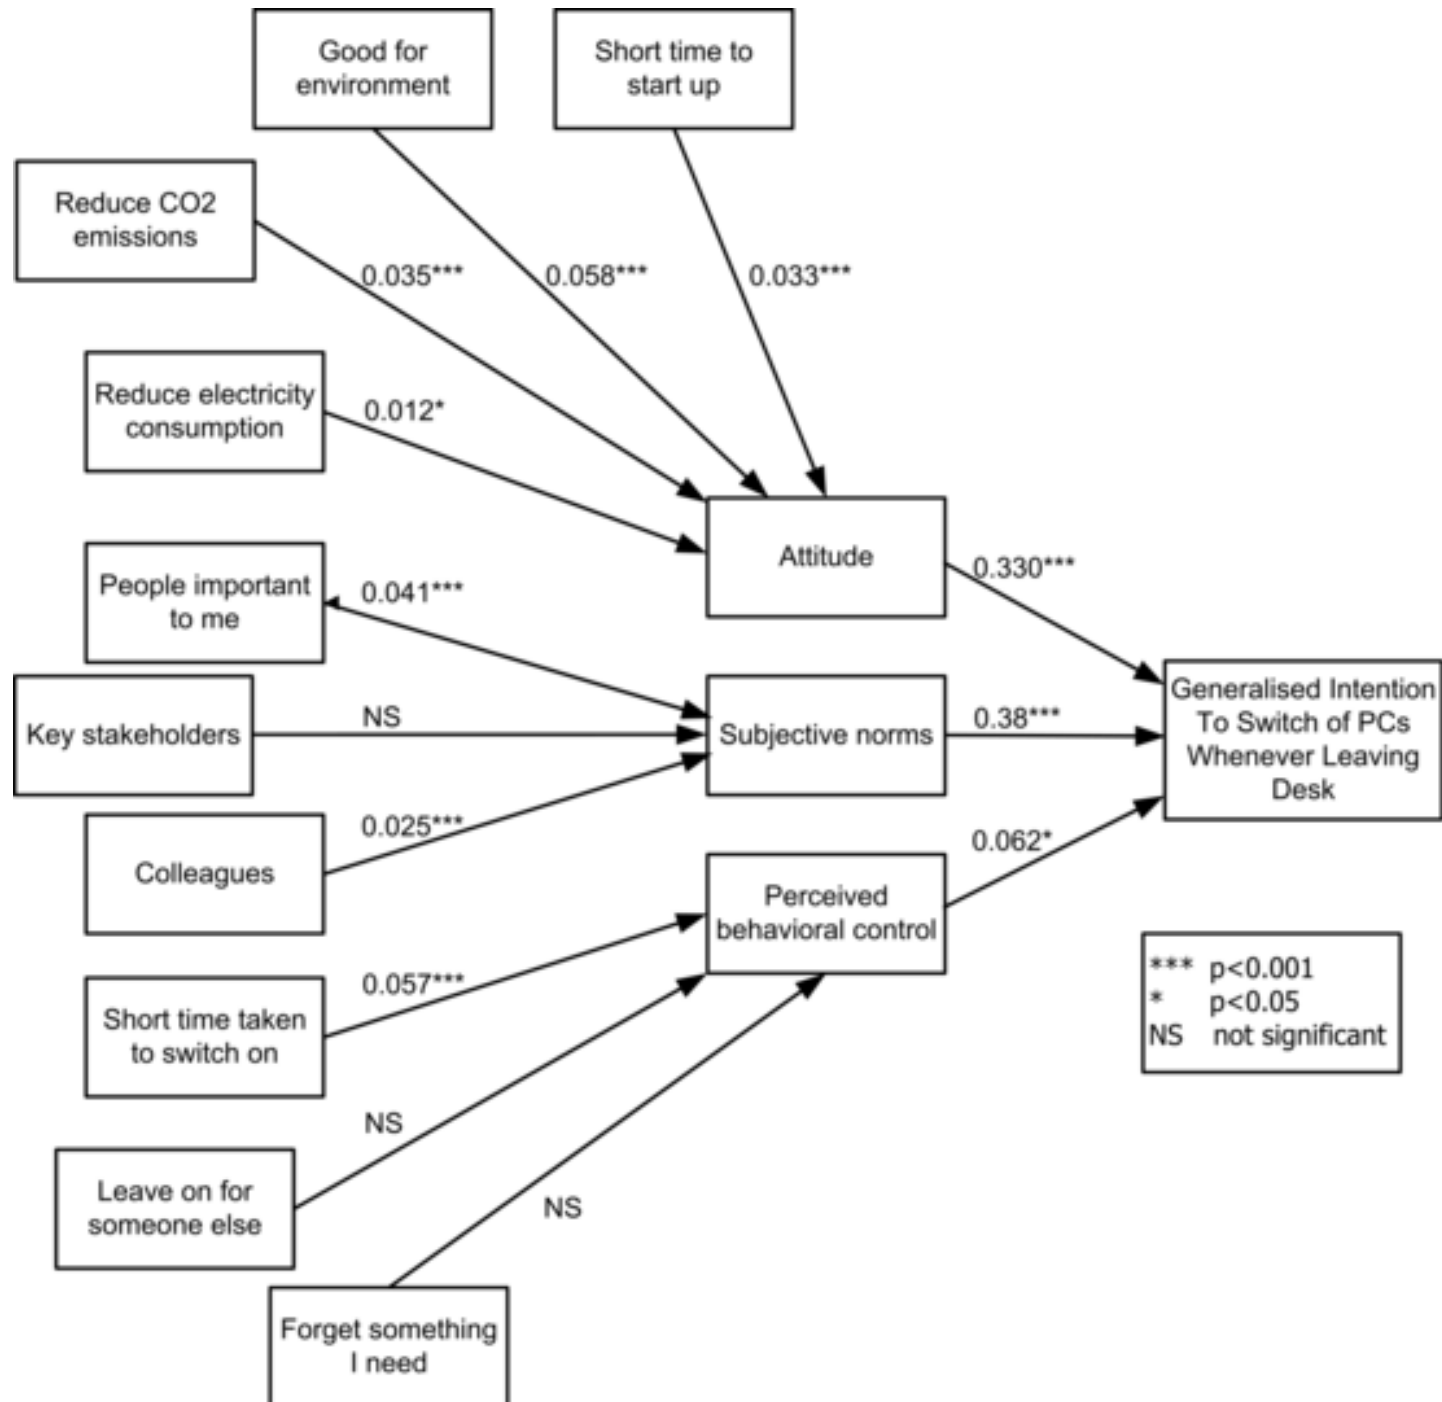 Good for
environment
Short time to
start up
Reduce CO2
emissions
0.035***
0.058***
0.033***
Reduce electricity
consumption
0.012*
Attitude
0.330***
People important
to me
0.041***
Key stakeholders
NS
Subjective norms
0.38***
Generalised Intention
To Switch of PCs
Whenever Leaving
Desk
Colleagues
0.025***
Perceived
behavioral control
0.062*
Short time taken
to switch on
0.057***
*** p<0.001
* p<0.05
NS not significant
Leave on for
someone else
NS
Forget something
I need
NS